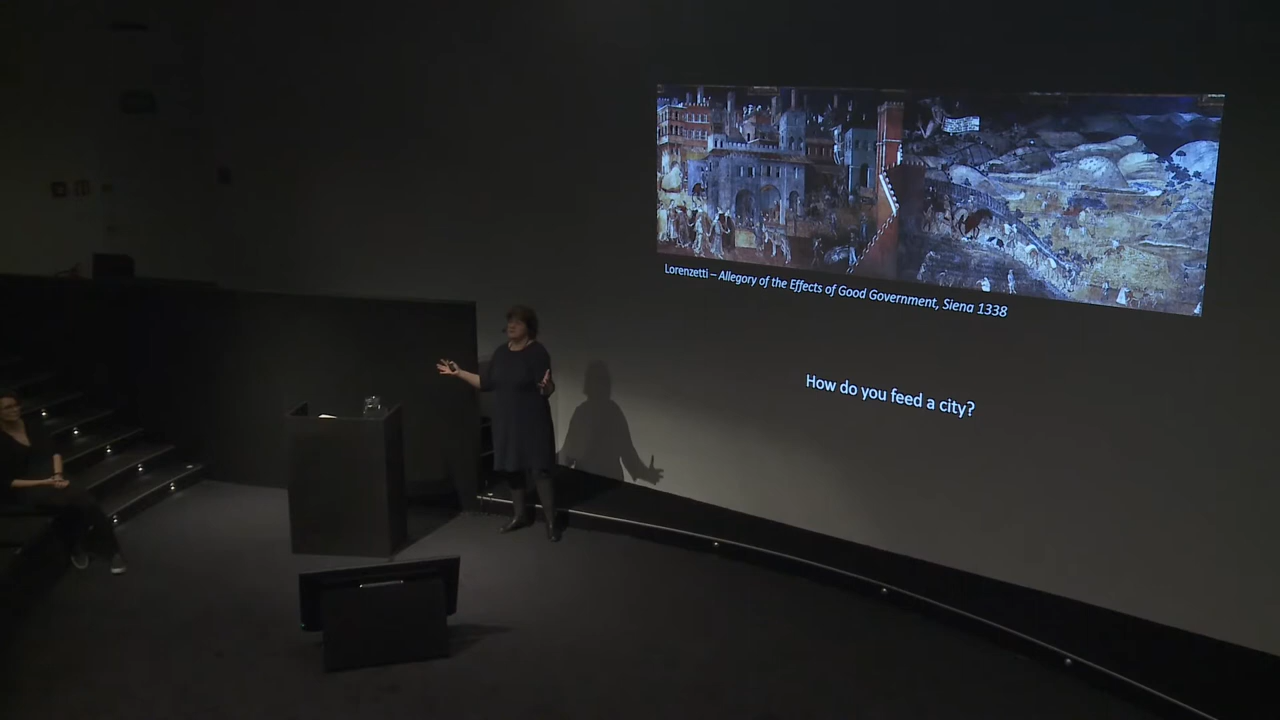 Lorenzetti – Allegory of the Effects of Good Government, Siena 1338
How do you feed a city?